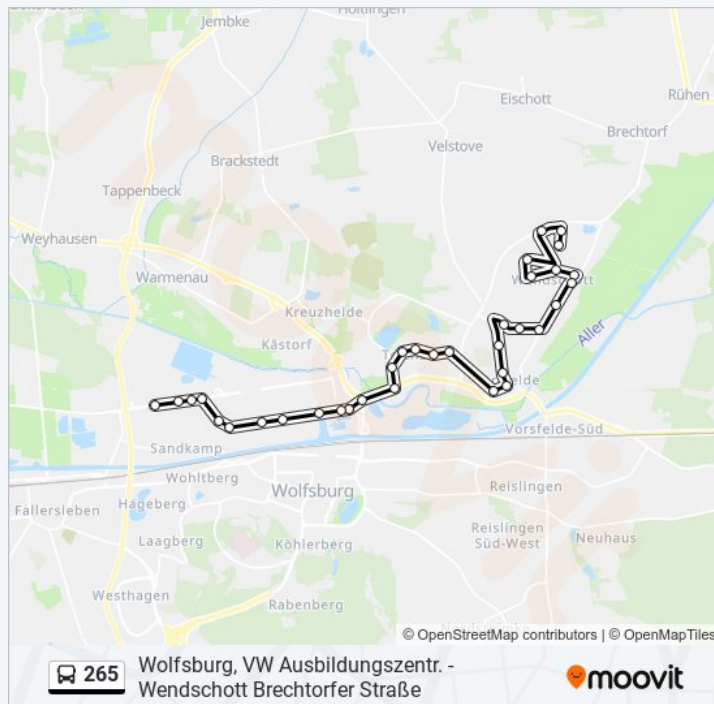 Jembke
Eischott
Rühen
Brechtorf
Velstove
Brackstedt
Tappenbeck
Weyhausen
Warmenau
Kreuzheide
Kästorf
Aller
Vorsfelde-Süd
Sandkamp
Wohltberg
Hageberg
Fallersleben
Wolfsburg
Reislingen
Laagberg
Köhlerberg
Reislingen
Süd-West
Neuhaus
Westhagen
Rabenberg
© OpenStreetMap contributors | © OpenMapTiles
265
Wolfsburg, VW Ausbildungszentr. -
Wendschott Brechtorfer Straße
moovit